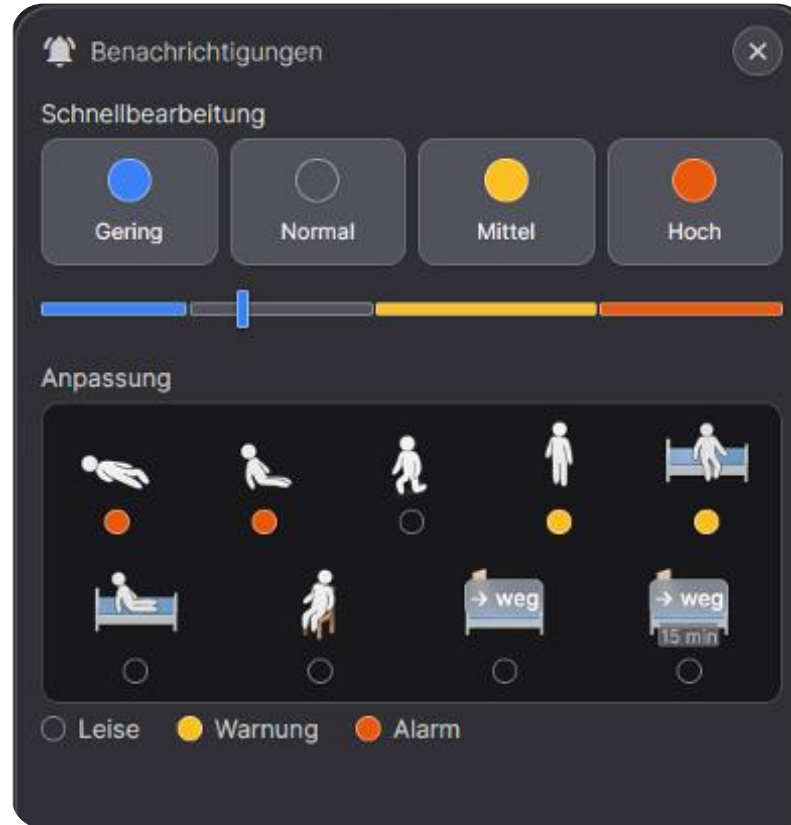 Benachrichtigungen
Schnellbearbeitung
Gering Normal Mittel Hoch
Anpassung
→ weg → weg
15 min
Leise Warnung Alarm